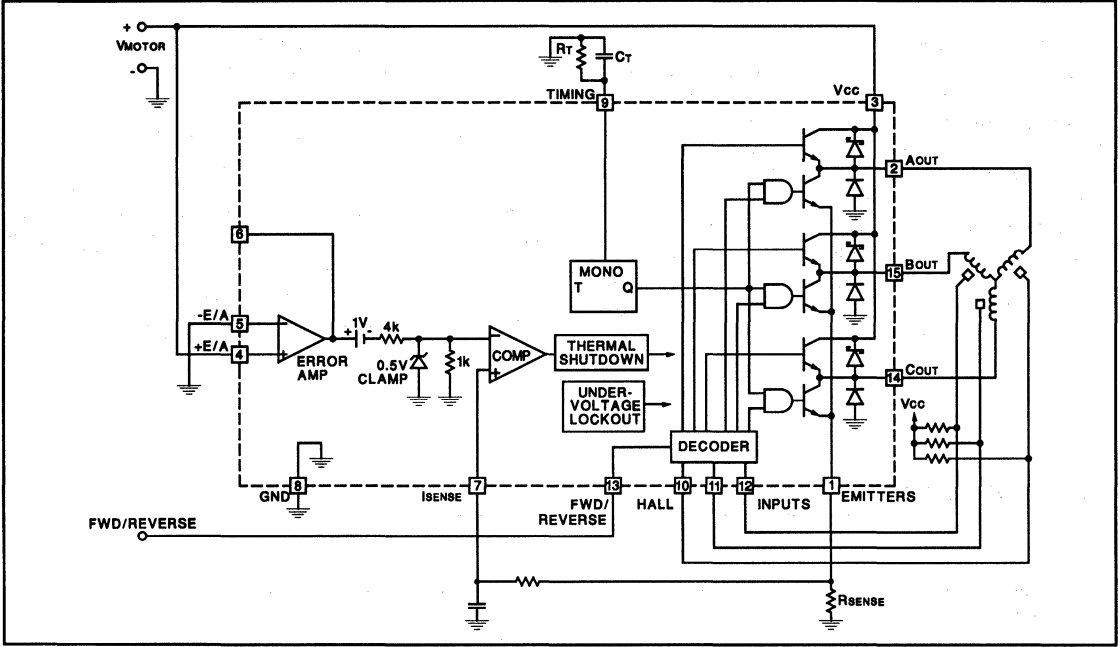 +
VMOTOR
-
RT
CT
TIMING
9
VCC
3
AOUT
2
6
MONO
T Q
BOUT
15
-E/A
5
+E/A
4
-
+
ERROR
AMP
+ 1V -
4k
0.5V
CLAMP
1k
-
COMP
+
THERMAL
SHUTDOWN
COUT
14
UNDER-
VOLTAGE
LOCKOUT
VCC
DECODER
GND
8
ISENSE
7
13
FWD/
REVERSE
HALL
10
11
12
INPUTS
1
EMITTERS
FWD/REVERSE
RSENSE